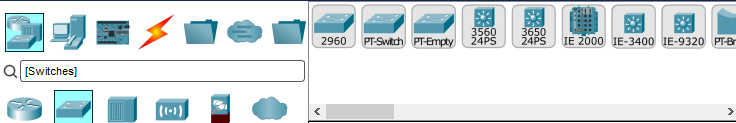 [Switches]
2960
PT-Switch
PT-Empty
3560
24PS
3650
24PS
IE 2000
IE-3400
IE-9320
PT-Br